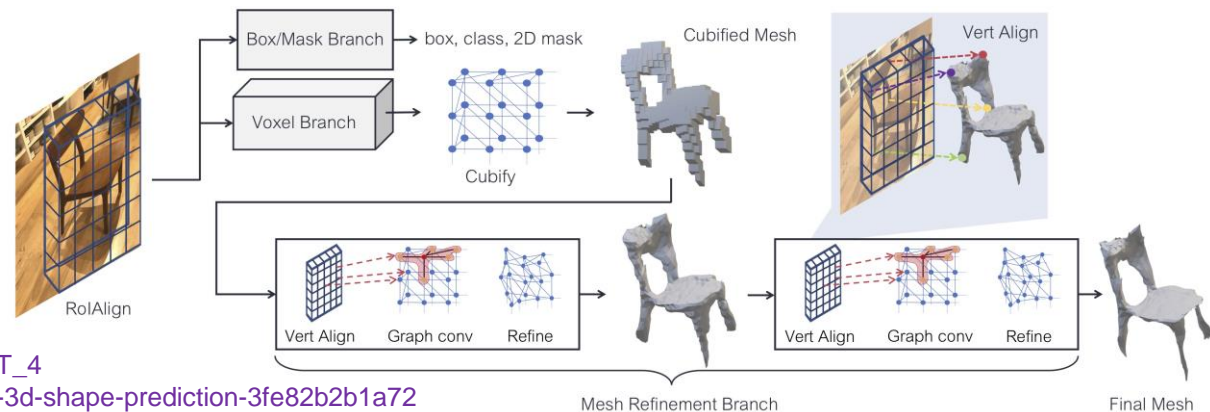 Box/Mask Branch
box, class, 2D mask
Cubified Mesh
Vert Align
Voxel Branch
Cubify
RoIAlign
Vert Align
Graph conv
Refine
Vert Align
Graph conv
Refine
T_4
-3d-shape-prediction-3fe82b2b1a72
Mesh Refinement Branch
Final Mesh